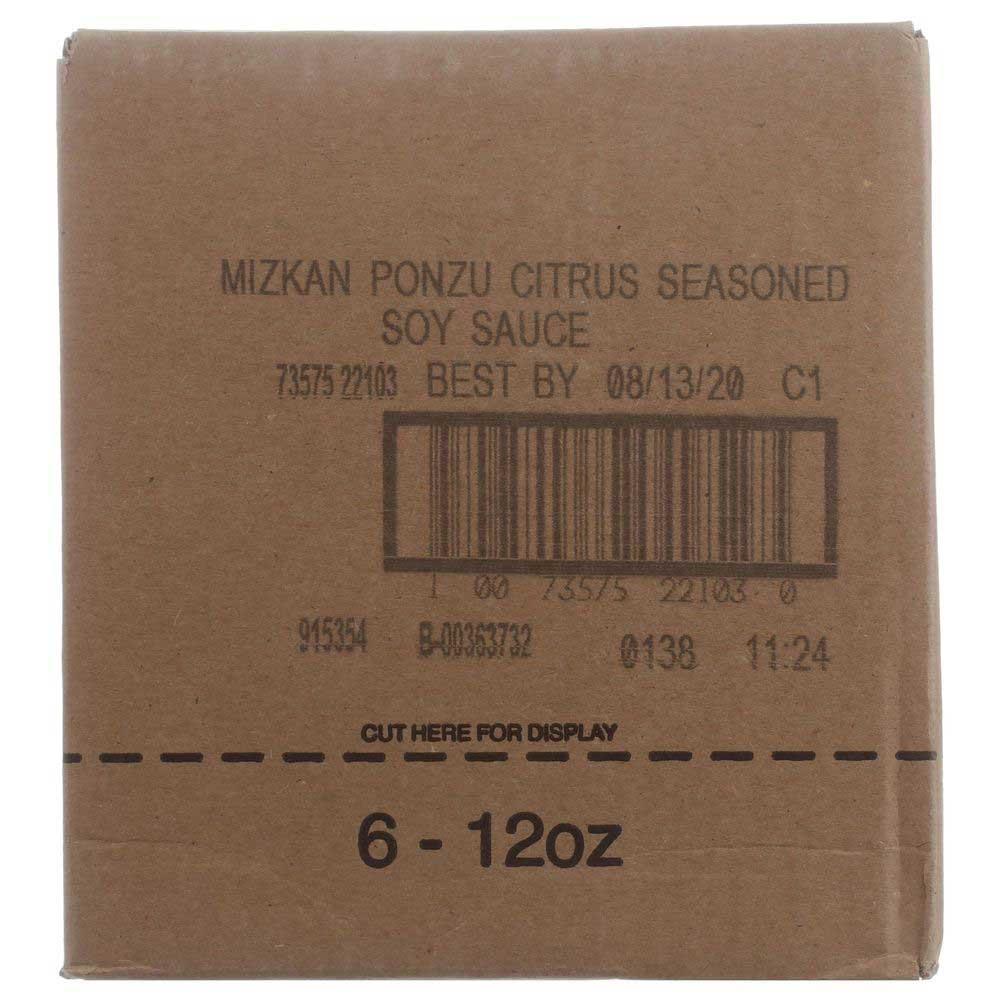 MIZKAN PONZU CITRUS SEASONED
SOY SAUCE
73575 22103 BEST BY 08/13/20 C1
1 00 73575 22103 0
915354 B-00363732 0138 11:24
CUT HERE FOR DISPLAY
6 - 12oz